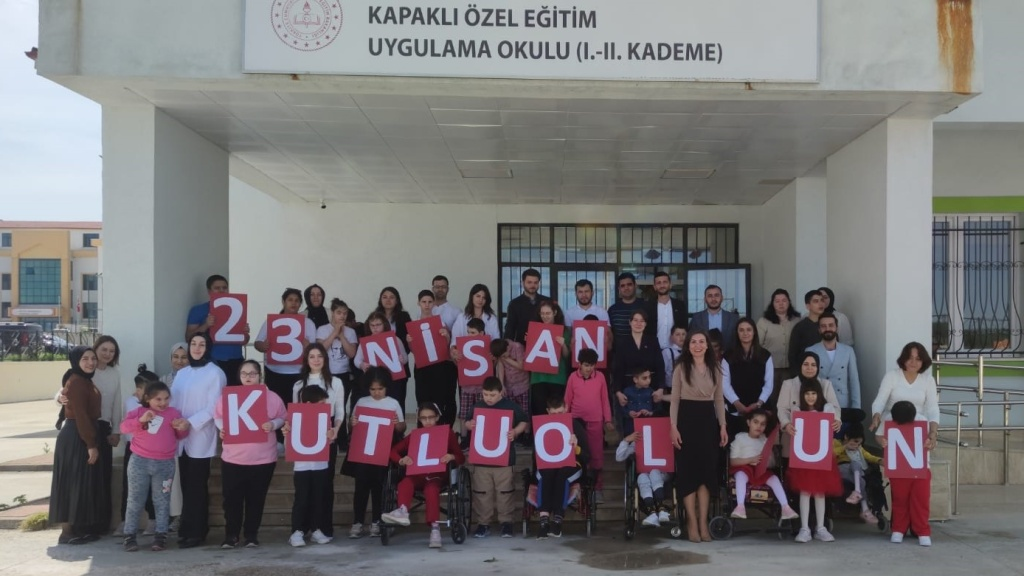 KAPAKLI ÖZEL EĞİTİM
UYGULAMA OKULU (I.-II. KADEME)
23 NİSAN
KUTLU OLSUN